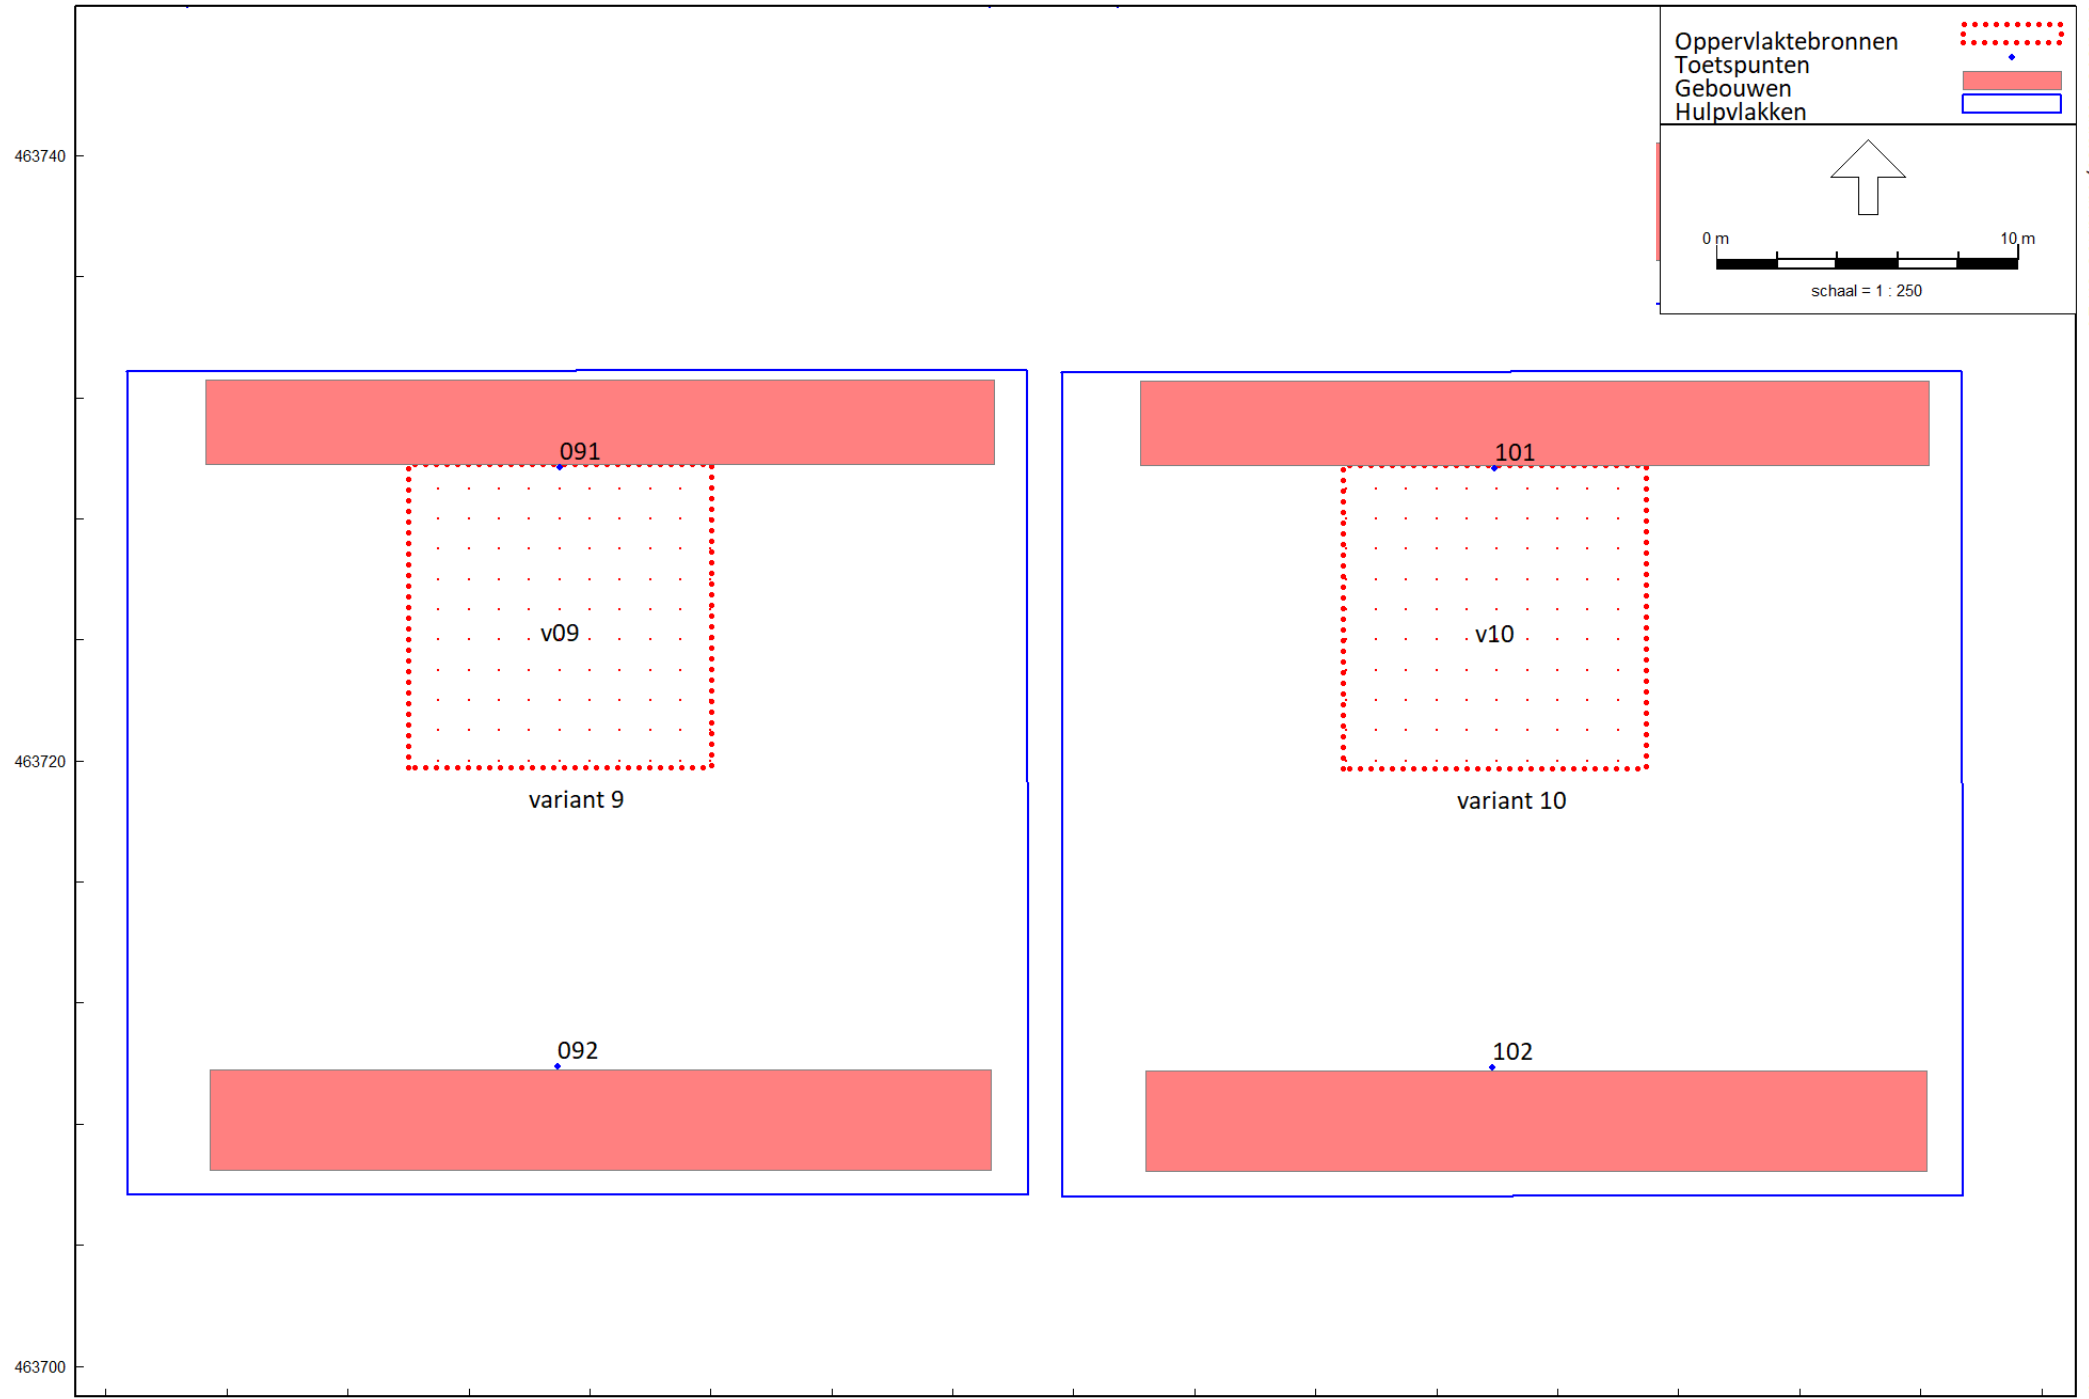 Oppervlaktebronnen
Toetspunten
Gebouwen
Hulpvlakken
463740
0 m 10 m
schaal = 1 : 250
091 101
v09 v10
463720
variant 9 variant 10
092 102
463700